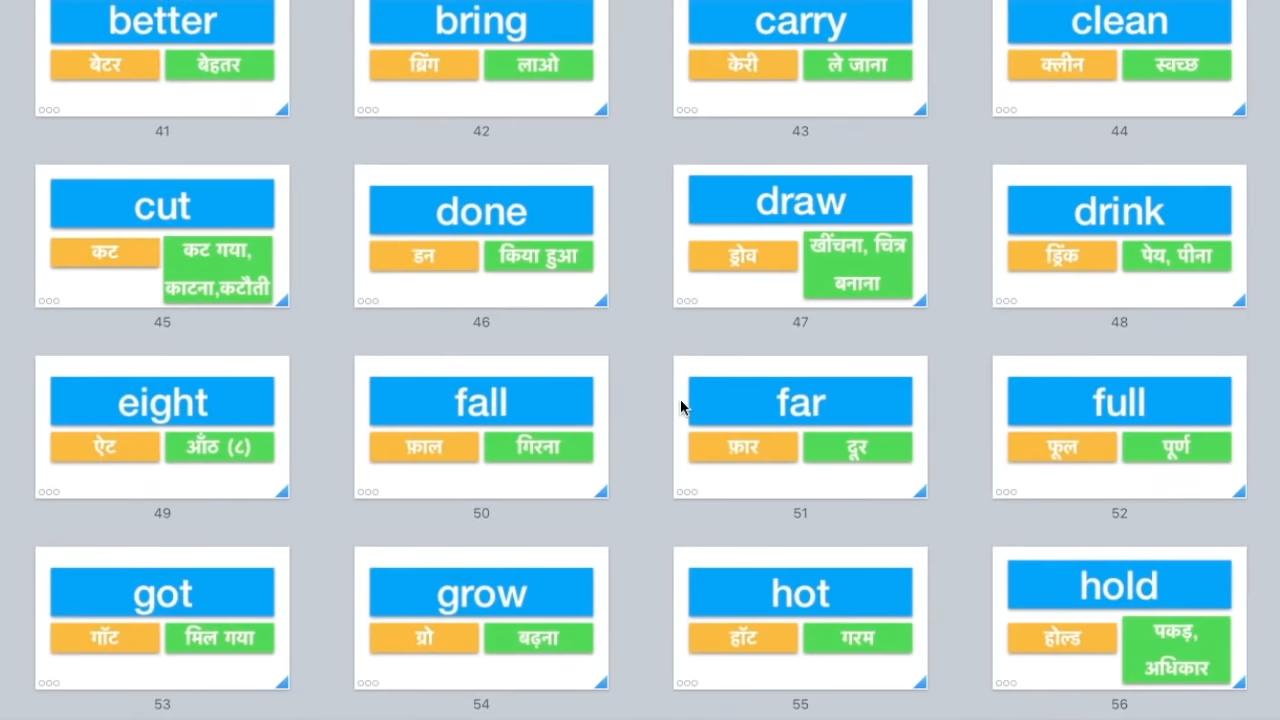 better
bring
carry
clean
बेटर
बेहतर
ब्रिंग
लाओ
केरी
ले जाना
क्लीन
स्वच्छ
41
42
43
44
cut
done
draw
drink
कट
कट गया,
काटना,कटौती
डन
किया हुआ
ड्रोव
खींचना, चित्र
बनाना
ड्रिंक
पेय, पीना
45
46
47
48
eight
fall
far
full
ऐट
आँठ (८)
फ़ाल
गिरना
फ़ार
दूर
फूल
पूर्ण
49
50
51
52
got
grow
hot
hold
गॉट
मिल गया
ग्रो
बढ़ना
हॉट
गरम
होल्ड
पकड़,
अधिकार
53
54
55
56